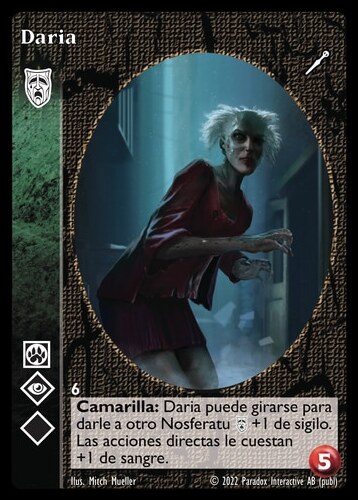 Daria
6
Camarilla: Daria puede girarse para
darle a otro Nosferatu +1 de sigilo.
Las acciones directas le cuestan
+1 de sangre.
5
Ilus. Mitch Mueller © 2022 Paradox Interactive AB (publ)